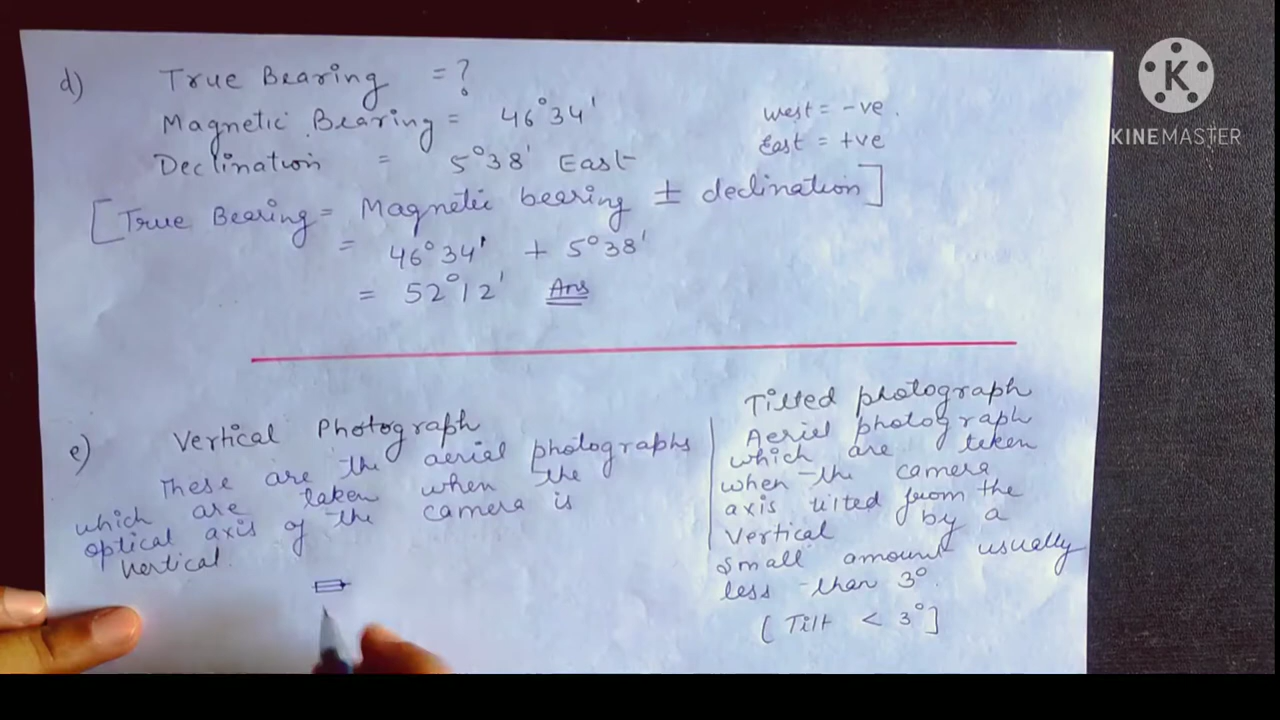 d) True Bearing = ?
Magnetic Bearing = 46°34'
Declination = 5°38' East
west = -ve.
East = +ve
[True Bearing = Magnetic bearing ± declination]
= 46°34' + 5°38'
= 52°12' Ans
e) Vertical Photograph
These are the aerial photographs
which are taken when the
optical axis of the camera is
vertical.
Tilted photograph
Aerial photograph
which are taken
when the camera
axis tilted from the
vertical by a
small amount usually
less than 3°.
[Tilt < 3°]
K
KINEMASTER